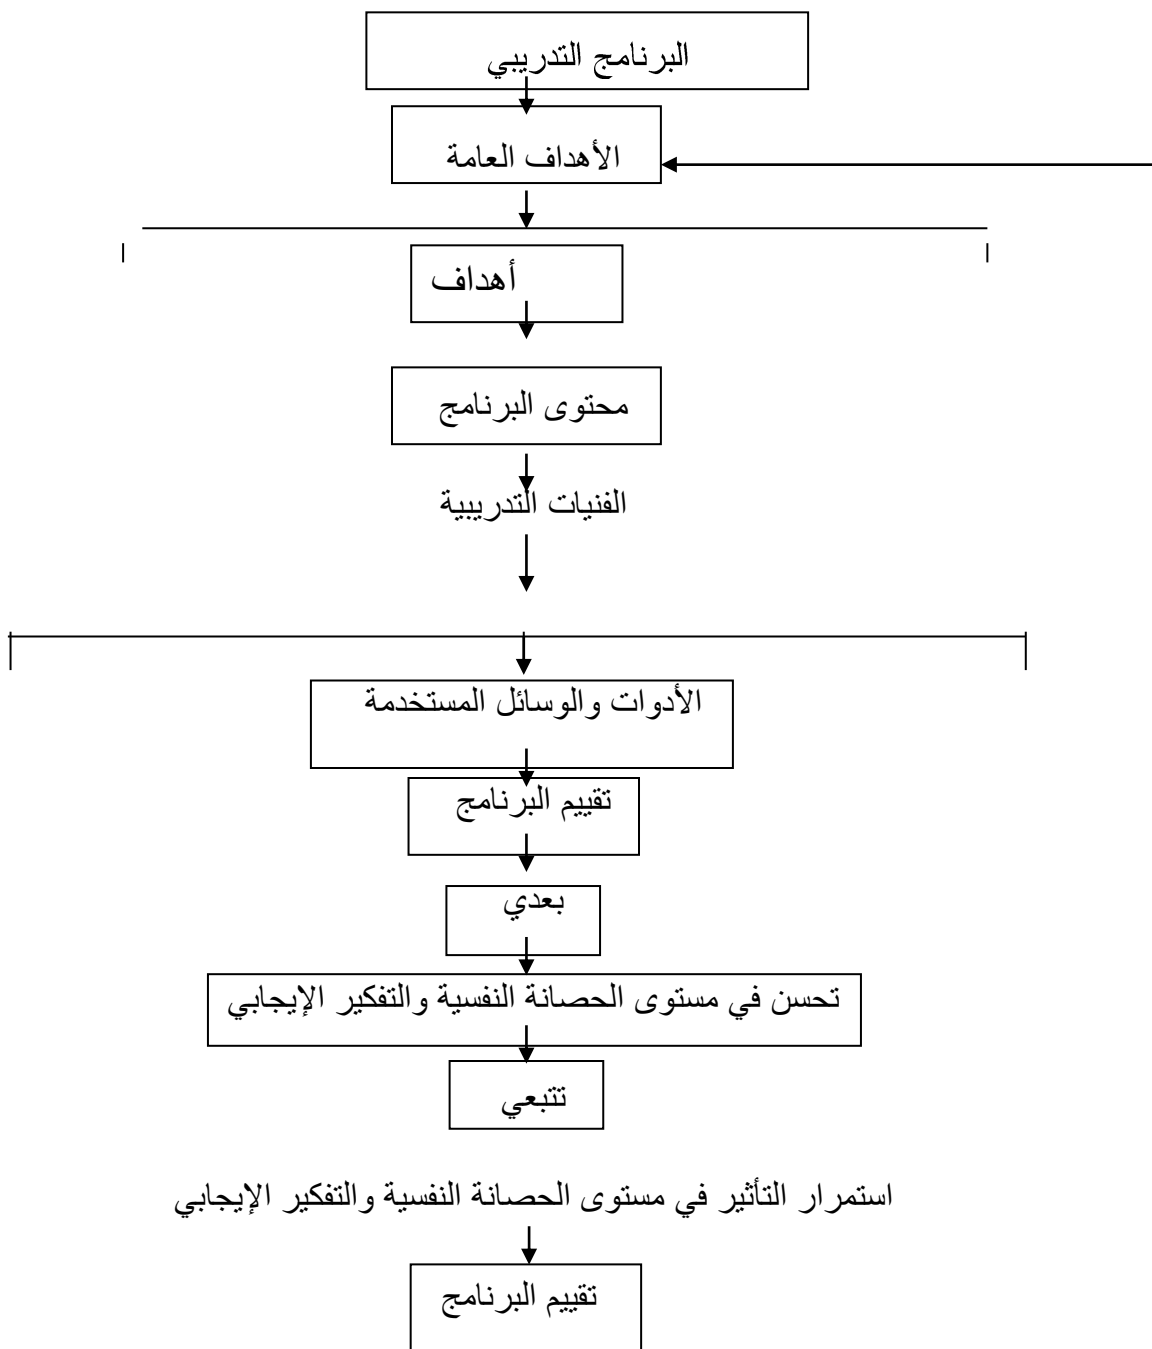 البرنامج التدريبي
الأهداف العامة
أهداف
محتوى البرنامج
الفنيات التدريبية
الأدوات والوسائل المستخدمة
تقييم البرنامج
بعدي
تحسن في مستوى الحصانة النفسية والتفكير الإيجابي
تتبعي
استمرار التأثير في مستوى الحصانة النفسية والتفكير الإيجابي
تقييم البرنامج